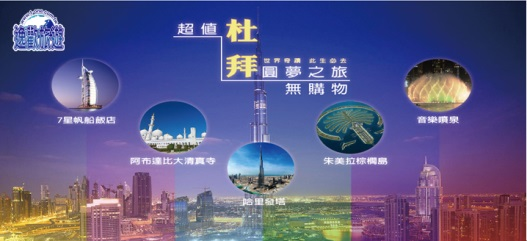 超值
杜拜
世界奇蹟 此生必去
圓夢之旅
無購物
7星帆船飯店
阿布達比大清真寺
哈里發塔
朱美拉棕櫚島
音樂噴泉